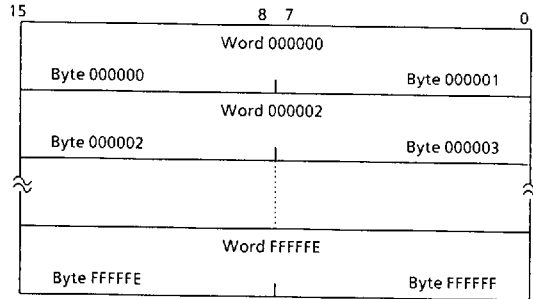 15 8 7 0
Word 000000
Byte 000000 Byte 000001
Word 000002
Byte 000002 Byte 000003
Word FFFFFE
Byte FFFFFE Byte FFFFFF